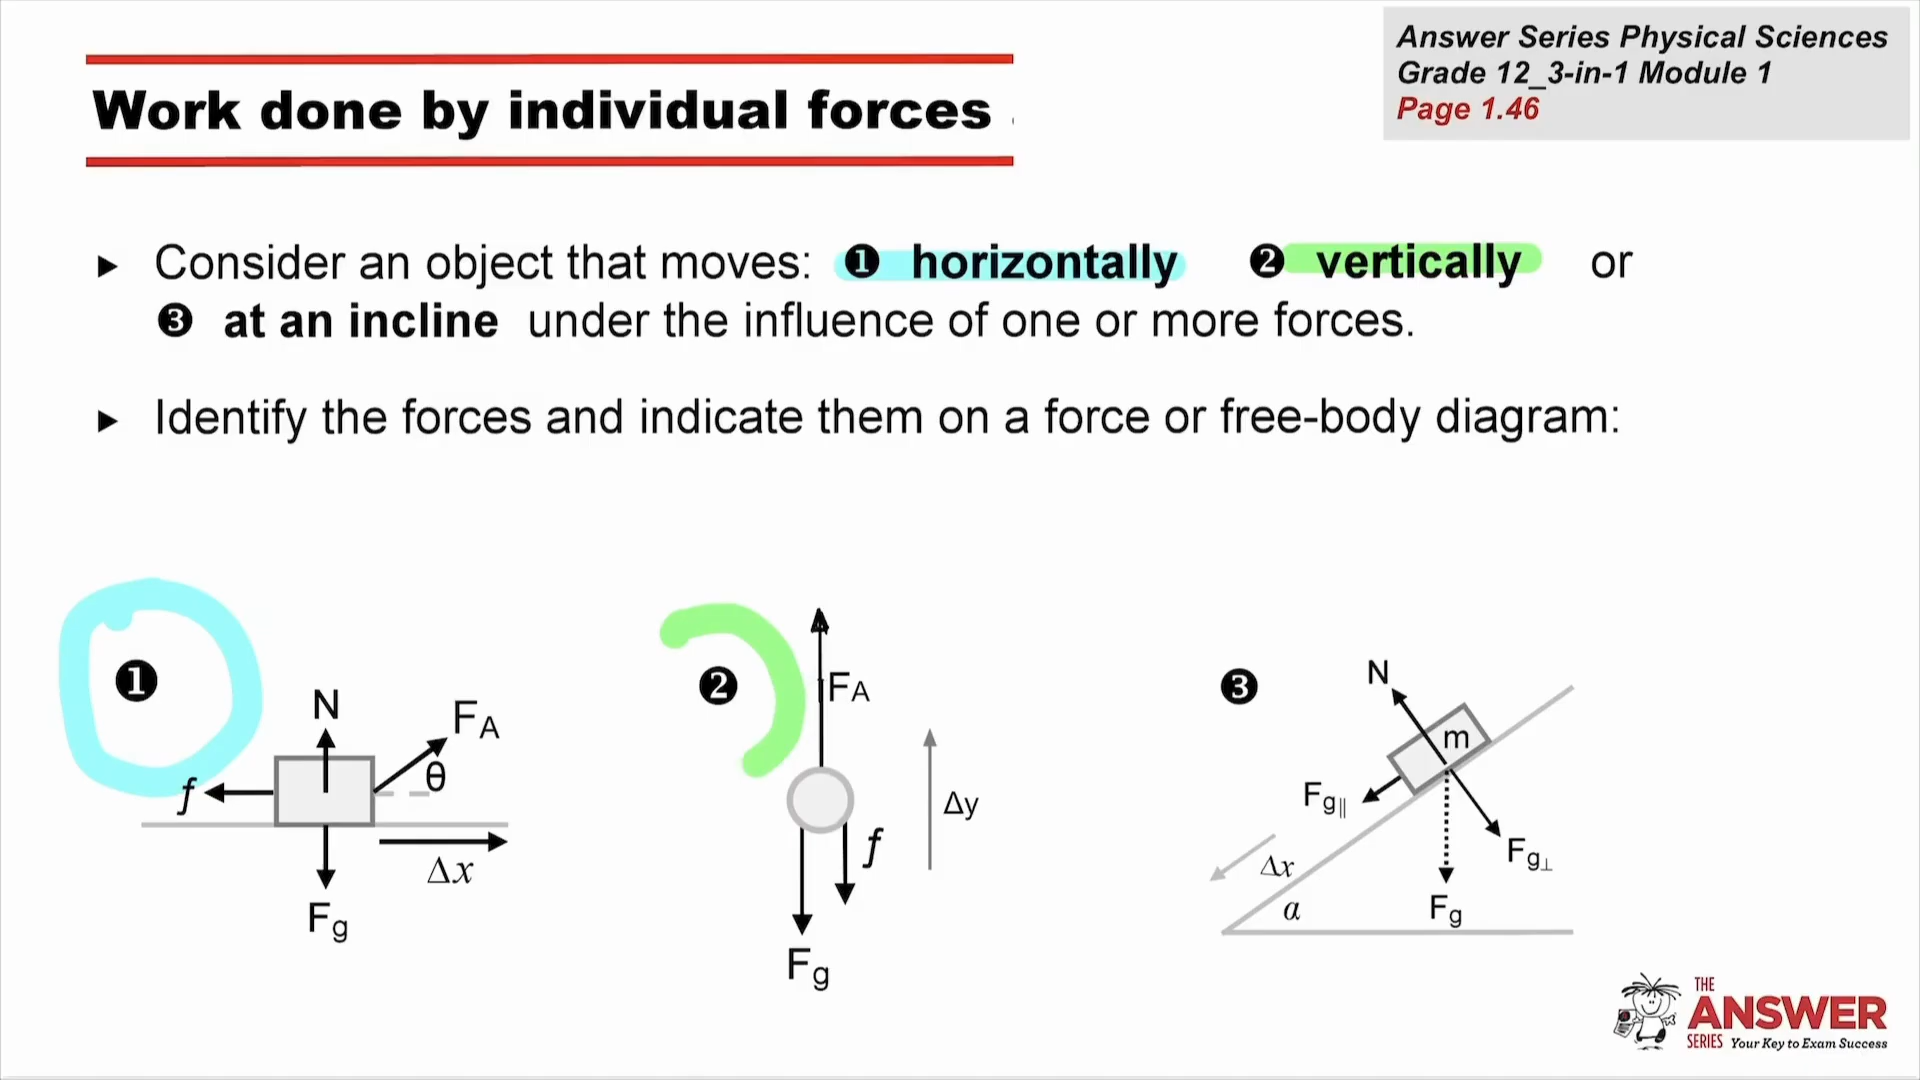 Answer Series Physical Sciences
Grade 12_3-in-1 Module 1
Page 1.46
Work done by individual forces
► Consider an object that moves: ❶ horizontally ❷ vertically or
❸ at an incline under the influence of one or more forces.
► Identify the forces and indicate them on a force or free-body diagram:
❶
N
FA
θ
f
Δx
Fg
❷
FA
Δy
f
Fg
❸
N
m
Fg||
Fg⊥
Δx
α
Fg
THE
ANSWER
SERIES Your Key to Exam Success